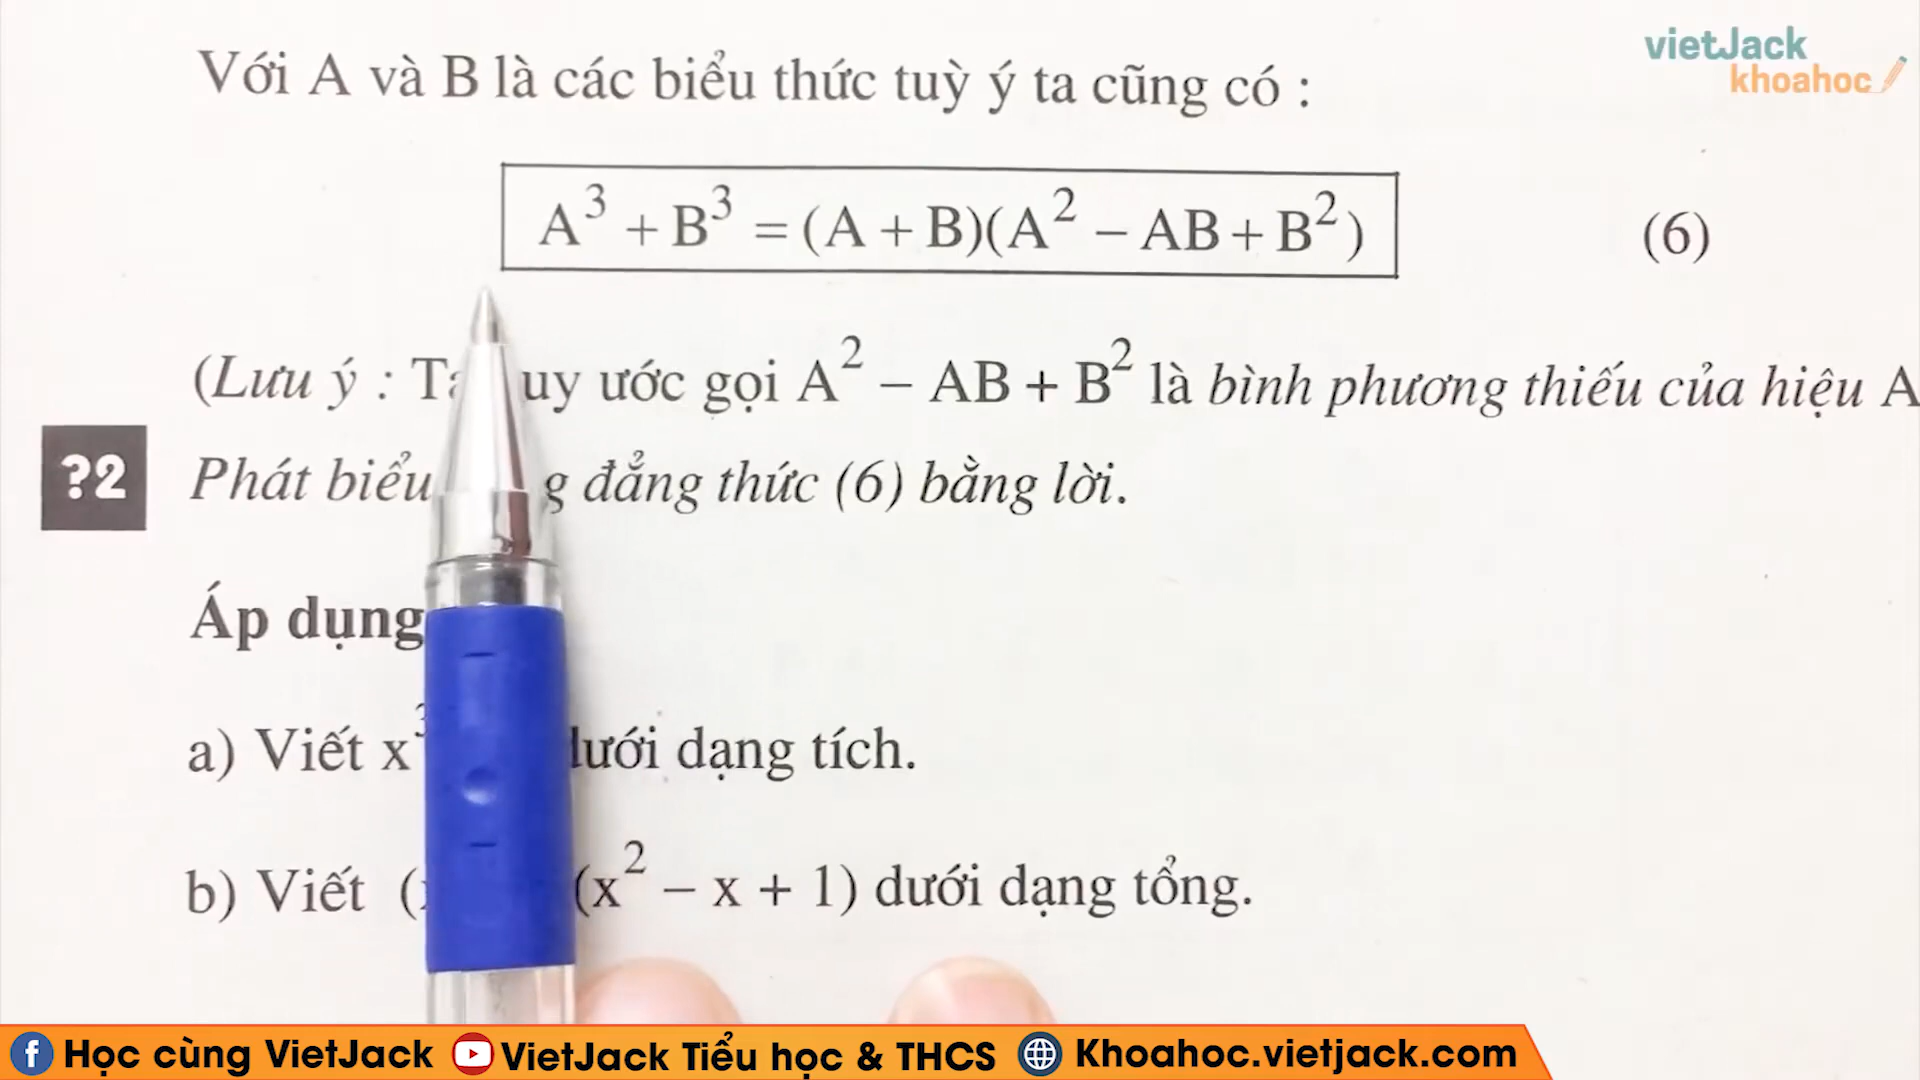 vietJack
khoahoc
Với A và B là các biểu thức tuỳ ý ta cũng có :
A³ + B³ = (A + B)(A² – AB + B²) (6)
(Lưu ý : ước gọi A² – AB + B² là bình phương thiếu của hiệu A
?2 Phát biểu đẳng thức (6) bằng lời.
Áp dụng
a) Viết x³ dưới dạng tích.
b) Viết (x² – x + 1) dưới dạng tổng.
Học cùng VietJack VietJack Tiểu học & THCS Khoahoc.vietjack.com